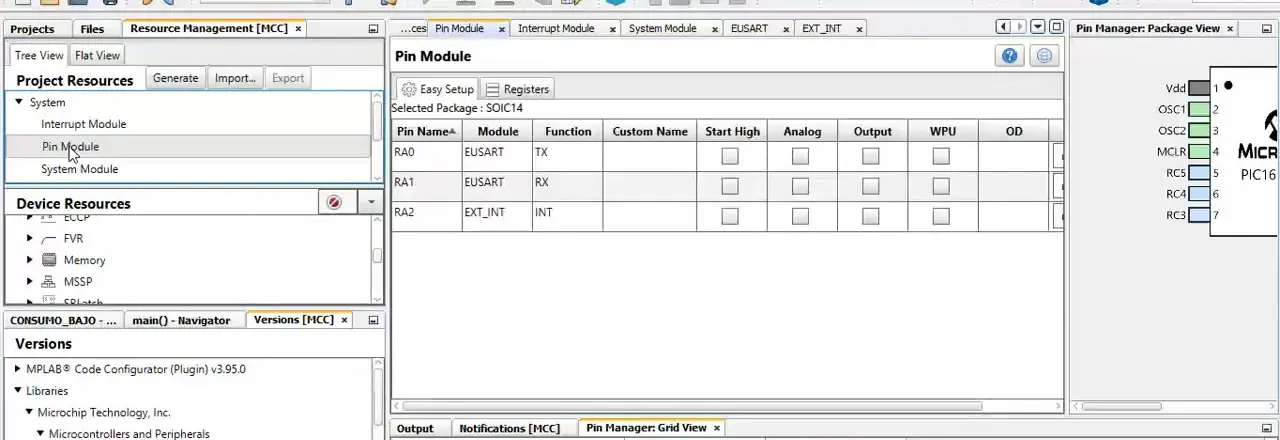 Projects Files Resource Management [MCC] ×
Tree View Flat View
Project Resources Generate Import... Export
System
Interrupt Module
Pin Module
System Module
Device Resources
ECCP
FVR
Memory
MSSP
SRLatch
CONSUMO_BAJO - ... main() - Navigator Versions [MCC] ×
Versions
MPLAB® Code Configurator (Plugin) v3.95.0
Libraries
Microchip Technology, Inc.
Microcontrollers and Peripherals
...ces Pin Module × Interrupt Module × System Module × EUSART × EXT_INT ×
Pin Module
Easy Setup Registers
Selected Package : SOIC14
Pin Name Module Function Custom Name Start High Analog Output WPU OD
RA0 EUSART TX
RA1 EUSART RX
RA2 EXT_INT INT
Output Notifications [MCC] Pin Manager: Grid View ×
Pin Manager: Package View ×
Vdd 1
OSC1 2
OSC2 3
MCLR 4
RC5 5
RC4 6
RC3 7
MICR
PIC16